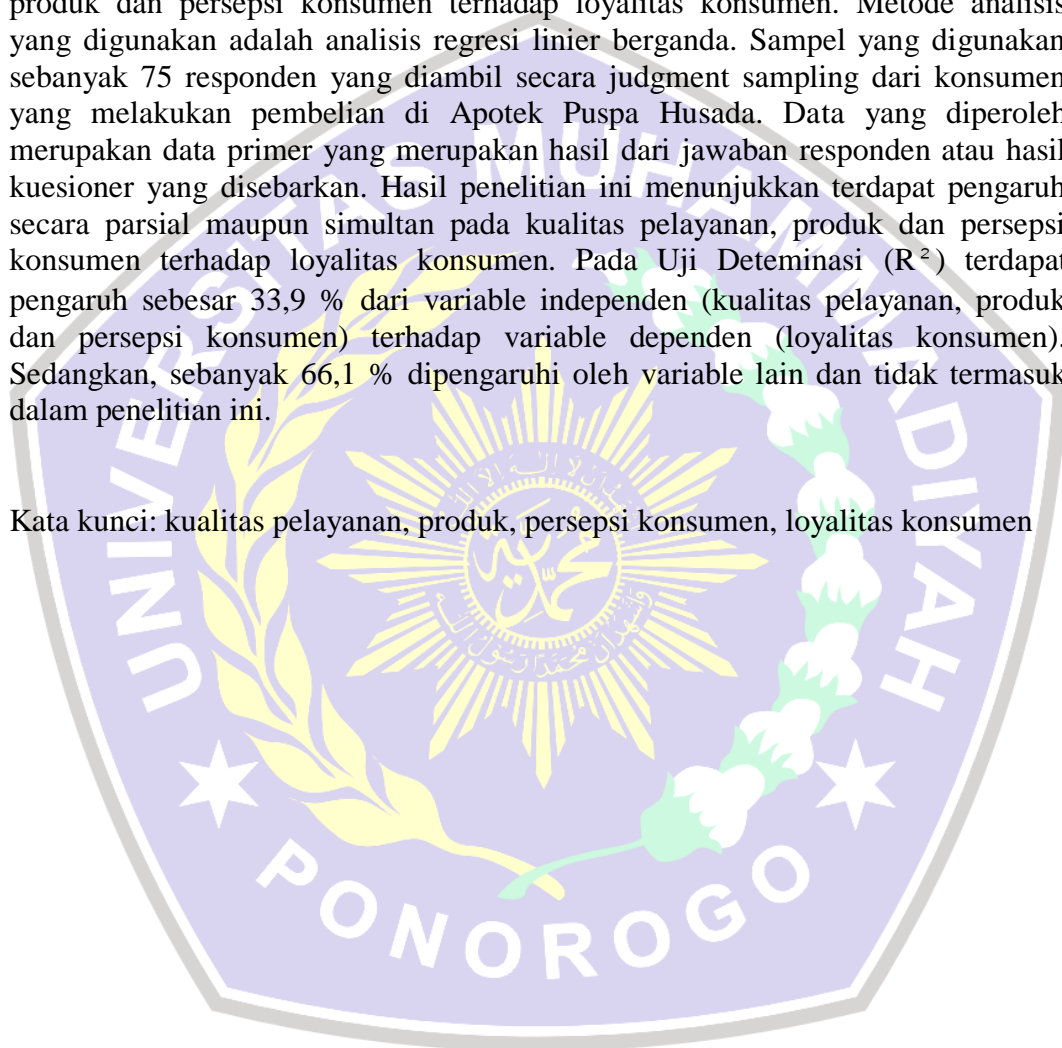 produk dan persepsi konsumen terhadap loyalitas konsumen. Metode analisis
yang digunakan adalah analisis regresi linier berganda. Sampel yang digunakan
sebanyak 75 responden yang diambil secara judgment sampling dari konsumen
yang melakukan pembelian di Apotek Puspa Husada. Data yang diperoleh
merupakan data primer yang merupakan hasil dari jawaban responden atau hasil
kuesioner yang disebarkan. Hasil penelitian ini menunjukkan terdapat pengaruh
secara parsial maupun simultan pada kualitas pelayanan, produk dan persepsi
konsumen terhadap loyalitas konsumen. Pada Uji Deteminasi (R²) terdapat
pengaruh sebesar 33,9 % dari variable independen (kualitas pelayanan, produk
dan persepsi konsumen) terhadap variable dependen (loyalitas konsumen).
Sedangkan, sebanyak 66,1 % dipengaruhi oleh variable lain dan tidak termasuk
dalam penelitian ini.
Kata kunci: kualitas pelayanan, produk, persepsi konsumen, loyalitas konsumen
UNIVERSITAS MUHAMMADIYAH
PONOROGO